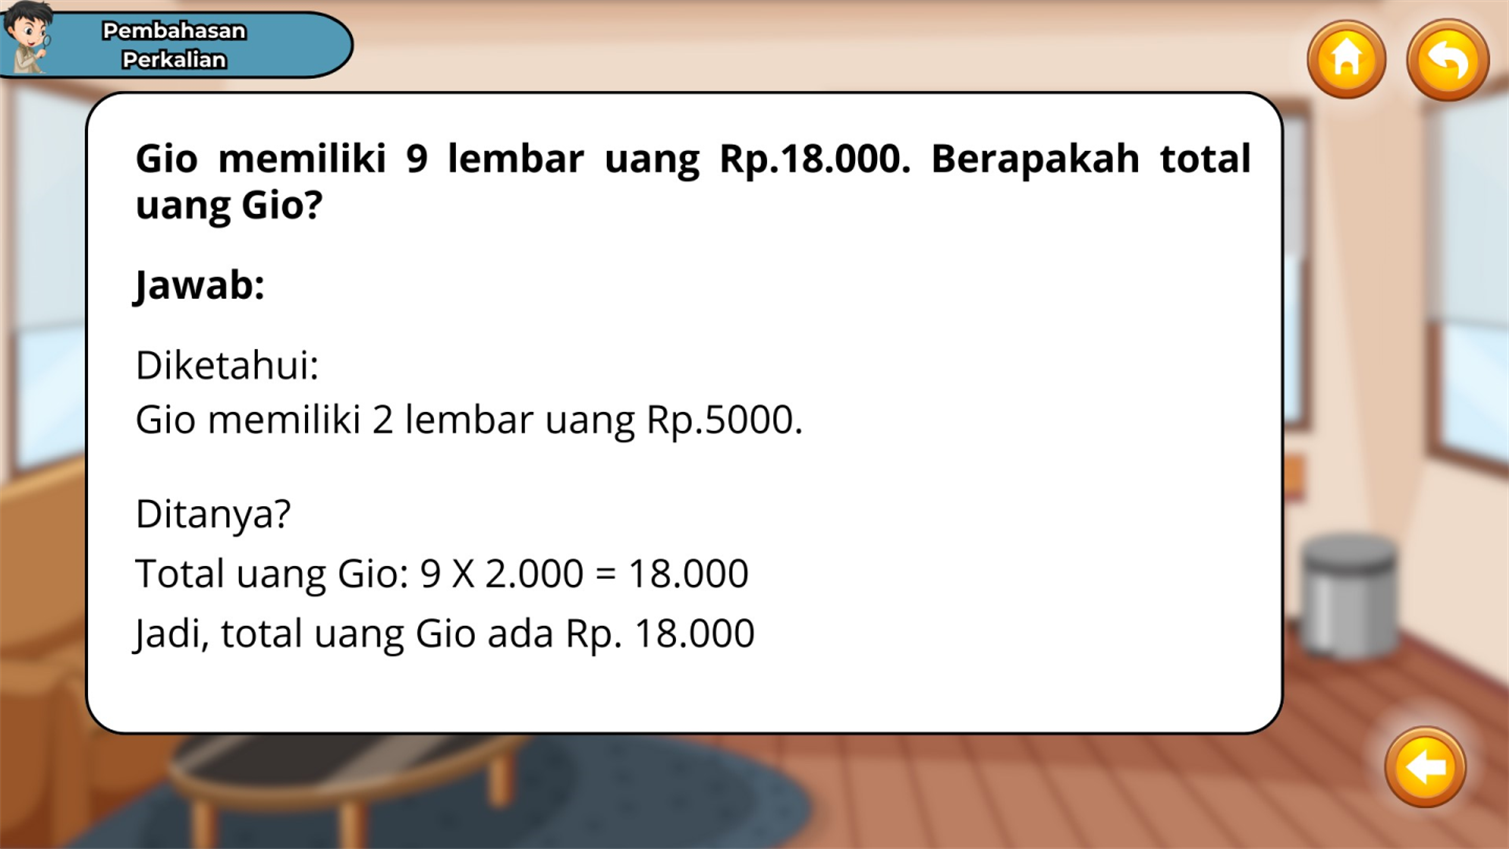 Pembahasan
Perkalian
Gio memiliki 9 lembar uang Rp.18.000. Berapakah total
uang Gio?
Jawab:
Diketahui:
Gio memiliki 2 lembar uang Rp.5000.
Ditanya?
Total uang Gio: 9 X 2.000 = 18.000
Jadi, total uang Gio ada Rp. 18.000